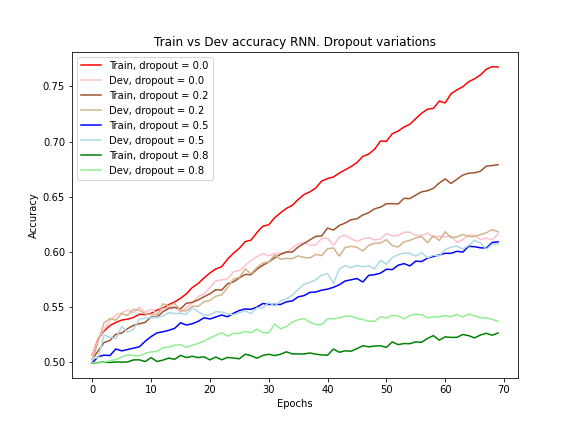 Train vs Dev accuracy RNN. Dropout variations
Train, dropout = 0.0
Dev, dropout = 0.0
Train, dropout = 0.2
Dev, dropout = 0.2
Train, dropout = 0.5
Dev, dropout = 0.5
Train, dropout = 0.8
Dev, dropout = 0.8
Accuracy
0.75
0.70
0.65
0.60
0.55
0.50
0 10 20 30 40 50 60 70
Epochs